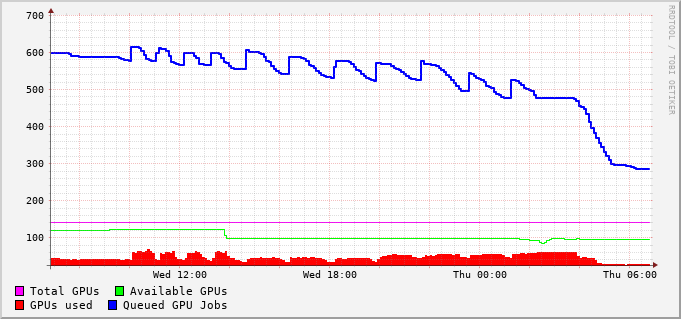 700
600
500
400
300
200
100
Wed 12:00 Wed 18:00 Thu 00:00 Thu 06:00
Total GPUs Available GPUs
GPUs used Queued GPU Jobs
RRDTOOL / TOBI OETIKER